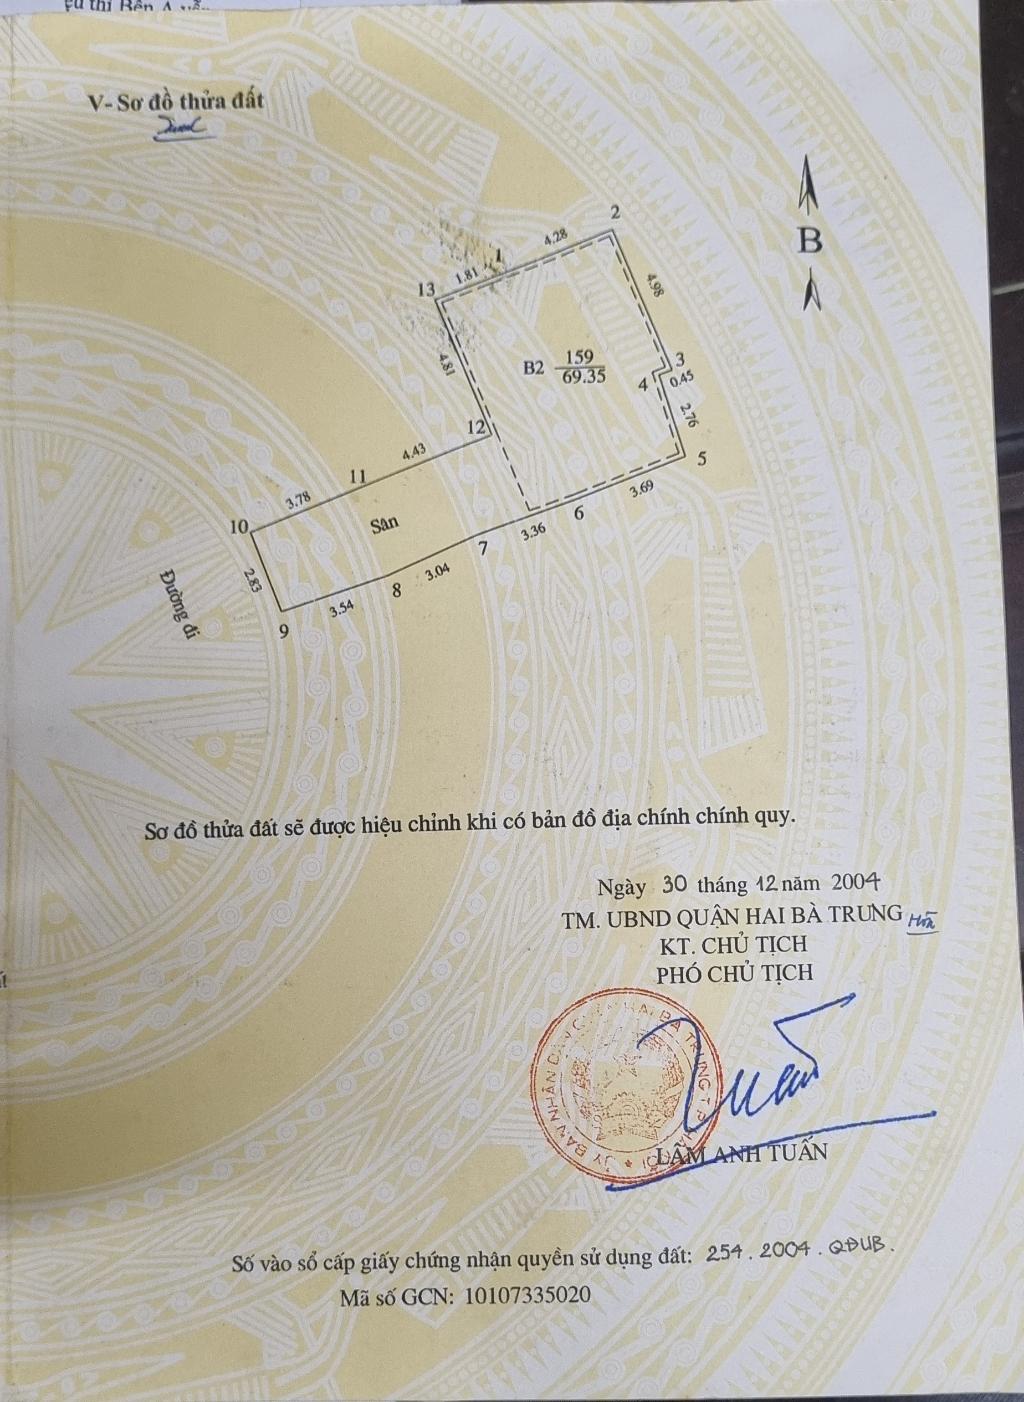 V- Sơ đồ thửa đất
2
4.28
1
1.81
13
B
4.98
4.81
B2 159
69.35
3
4
0.45
2.76
12
5
4.43
11
3.78
3.69
10
Sân
6
3.36
7
2.83
3.04
8
Đường đi
3.54
9
Sơ đồ thửa đất sẽ được hiệu chỉnh khi có bản đồ địa chính chính quy.
Ngày 30 tháng 12 năm 2004
TM. UBND QUẬN HAI BÀ TRƯNG
KT. CHỦ TỊCH
PHÓ CHỦ TỊCH
LÂM ANH TUẤN
Số vào sổ cấp giấy chứng nhận quyền sử dụng đất: 254.2004.QĐUB.
Mã số GCN: 10107335020